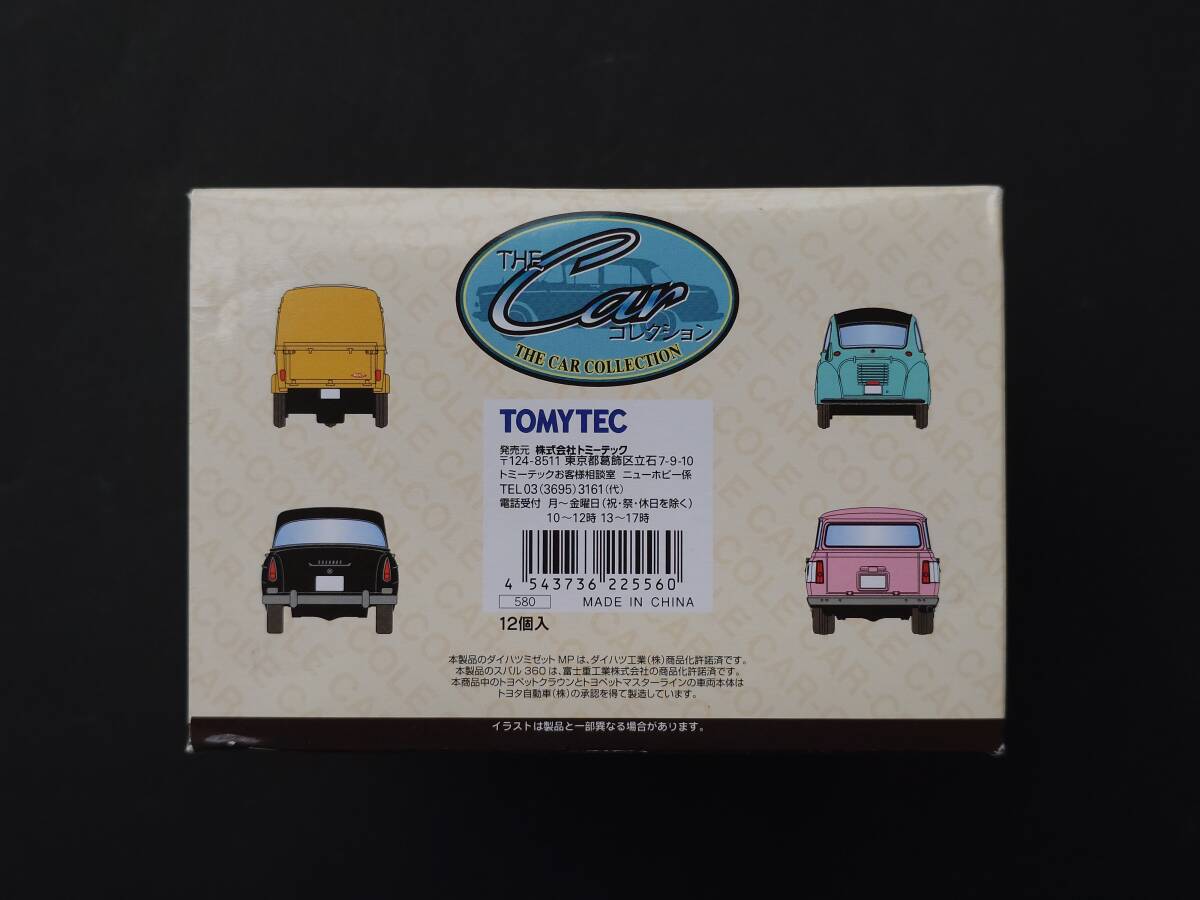 THE Car
コレクション
THE CAR COLLECTION
TOMYTEC
発売元 株式会社トミーテック
〒124-8511 東京都葛飾区立石7-9-10
トミーテックお客様相談室 ニューホビー係
TEL 03(3695)3161(代)
電話受付 月〜金曜日(祝・祭・休日を除く)
10〜12時 13〜17時
4 543736 225560
580 MADE IN CHINA
12個入
本製品のダイハツミゼット MP は、ダイハツ工業(株)商品化許諾済です。
本製品のスバル 360 は、富士重工業株式会社の商品化許諾済です。
本商品中のトヨペットクラウンとトヨペットマスターラインの車両本体は
トヨタ自動車(株)の承認を得て製造しています。
イラストは製品と一部異なる場合があります。